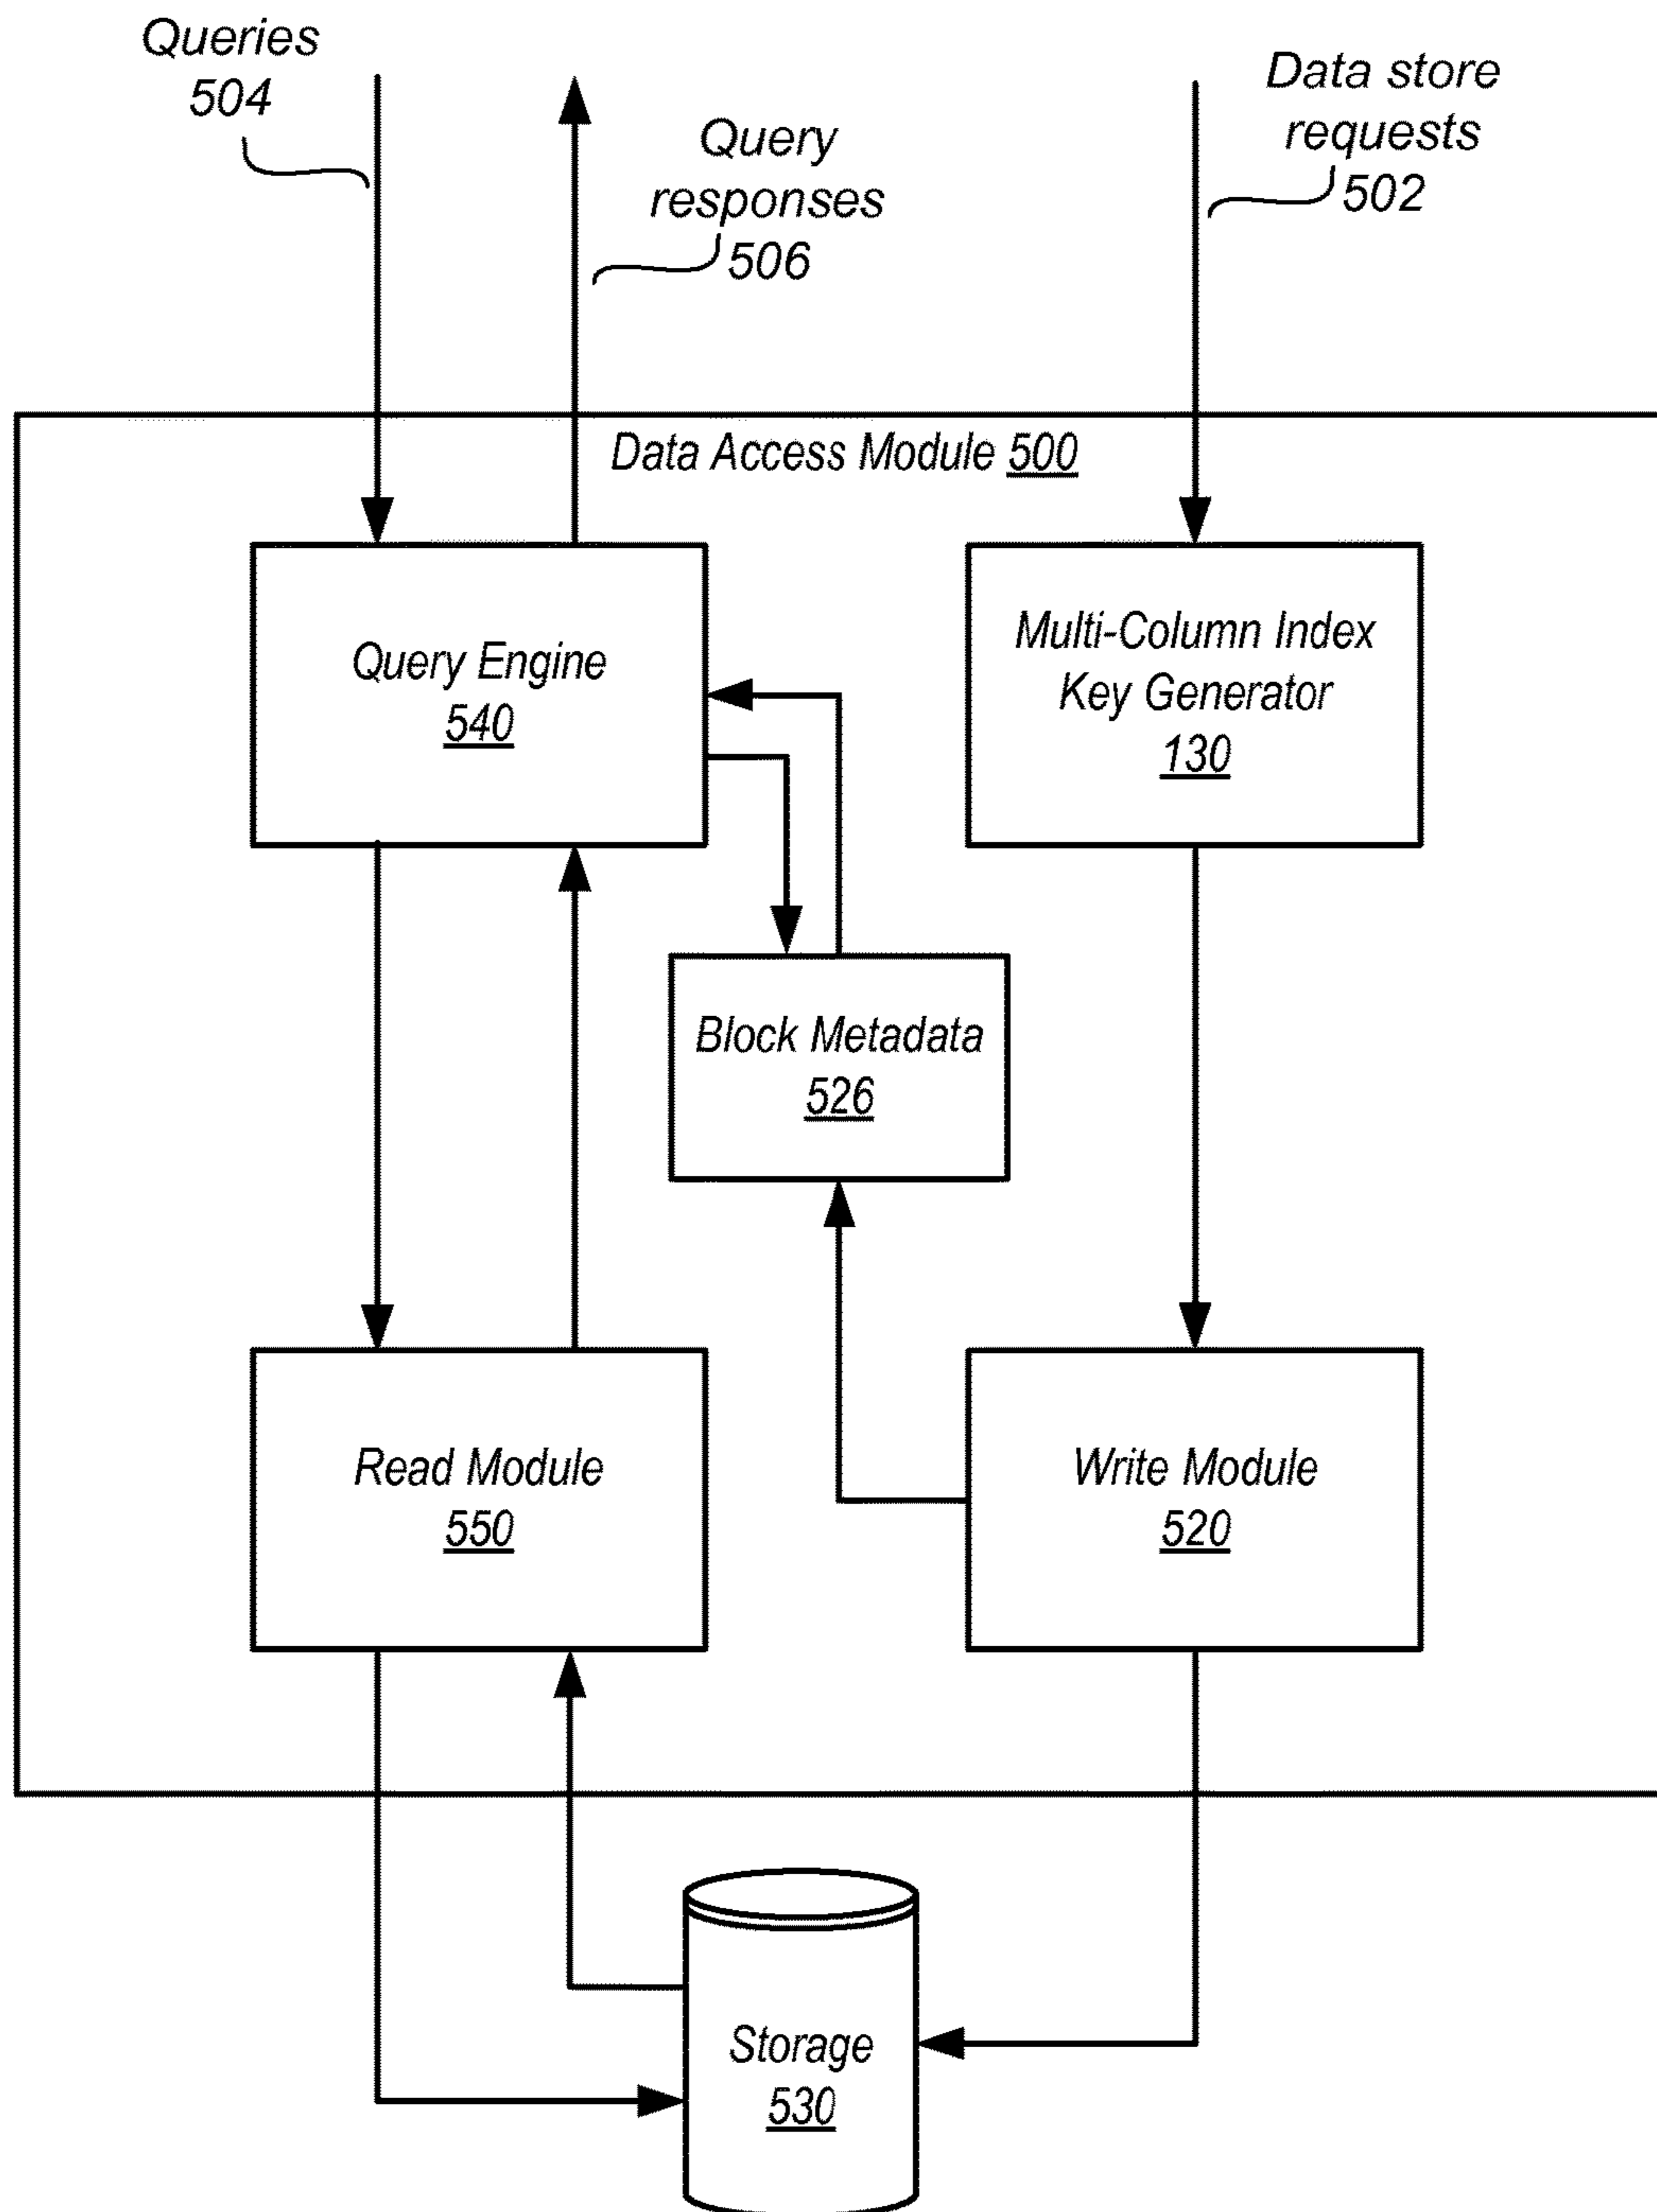 Queries
504
Query
responses
506
Data store
requests
502
Data Access Module 500
Query Engine
540
Multi-Column Index
Key Generator
130
Block Metadata
526
Read Module
550
Write Module
520
Storage
530